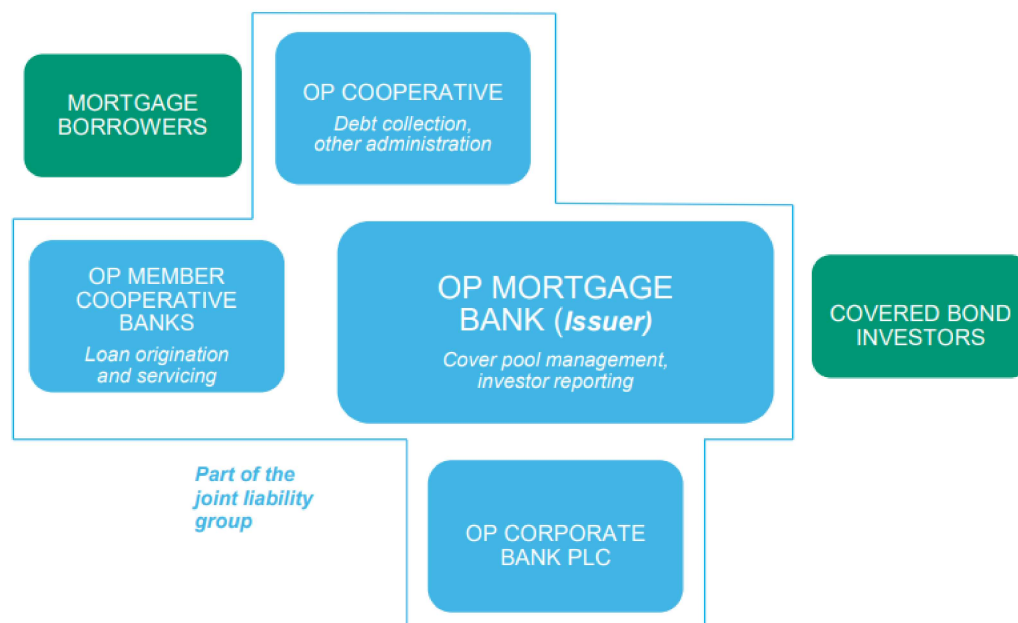 MORTGAGE
BORROWERS
OP COOPERATIVE
Debt collection,
other administration
OP MEMBER
COOPERATIVE
BANKS
Loan origination
and servicing
OP MORTGAGE
BANK (Issuer)
Cover pool management,
investor reporting
COVERED BOND
INVESTORS
Part of the
joint liability
group
OP CORPORATE
BANK PLC